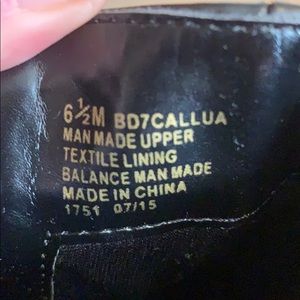 6½M BD7CALLUA
MAN MADE UPPER
TEXTILE LINING
BALANCE MAN MADE
MADE IN CHINA
1751 07/15